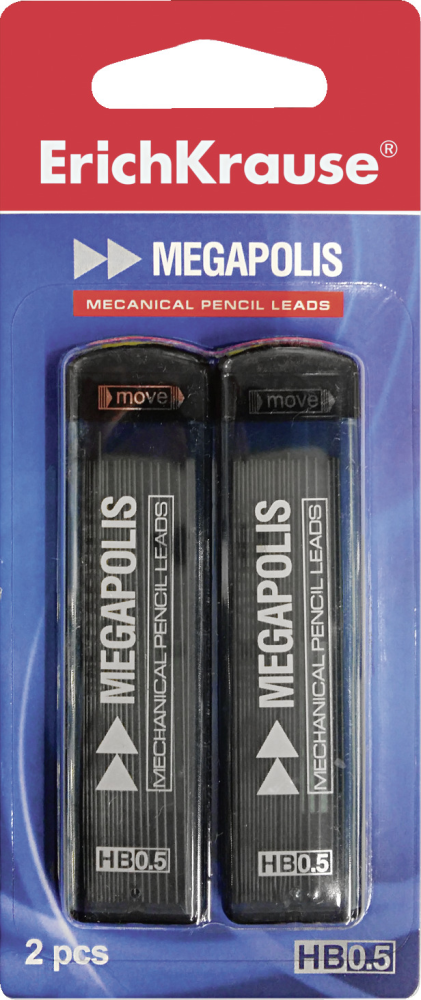 ErichKrause®
MEGAPOLIS
MECANICAL PENCIL LEADS
move
move
MEGAPOLIS
MECHANICAL PENCIL LEADS
MEGAPOLIS
MECHANICAL PENCIL LEADS
HB0.5
HB0.5
2 pcs
HB0.5